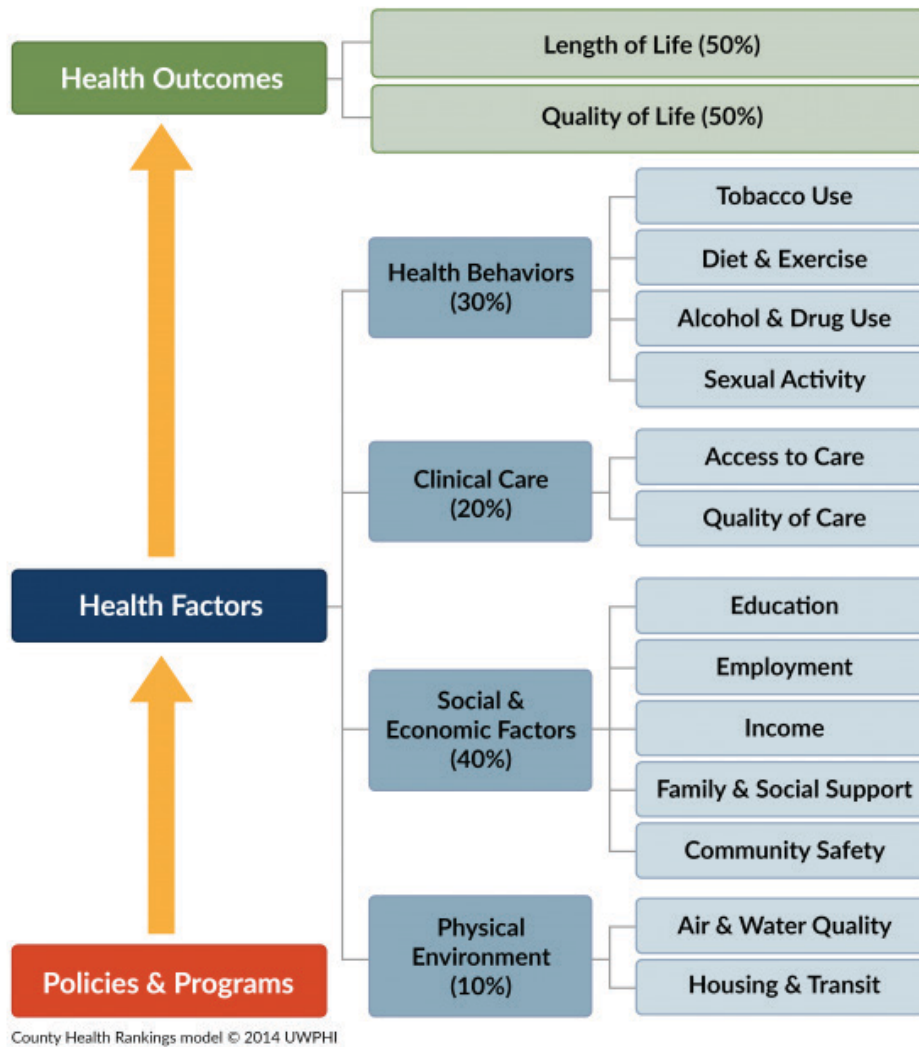 Health Outcomes
Length of Life (50%)
Quality of Life (50%)
Health Factors
Health Behaviors
(30%)
Tobacco Use
Diet & Exercise
Alcohol & Drug Use
Sexual Activity
Clinical Care
(20%)
Access to Care
Quality of Care
Social &
Economic Factors
(40%)
Education
Employment
Income
Family & Social Support
Community Safety
Physical
Environment
(10%)
Air & Water Quality
Housing & Transit
Policies & Programs
County Health Rankings model © 2014 UWPHI